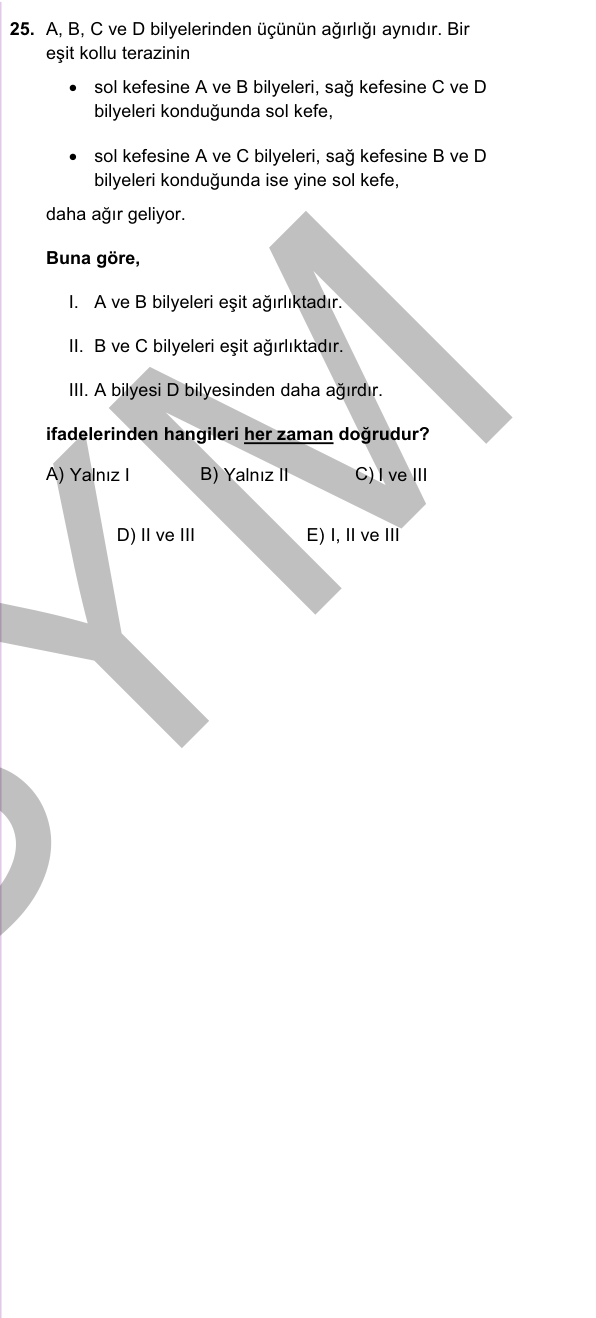 25. A, B, C ve D bilyelerinden üçünün ağırlığı aynıdır. Bir
eşit kollu terazinin
• sol kefesine A ve B bilyeleri, sağ kefesine C ve D
bilyeleri konduğunda sol kefe,
• sol kefesine A ve C bilyeleri, sağ kefesine B ve D
bilyeleri konduğunda ise yine sol kefe,
daha ağır geliyor.
Buna göre,
I. A ve B bilyeleri eşit ağırlıktadır.
II. B ve C bilyeleri eşit ağırlıktadır.
III. A bilyesi D bilyesinden daha ağırdır.
ifadelerinden hangileri her zaman doğrudur?
A) Yalnız I B) Yalnız II C) I ve III
D) II ve III E) I, II ve III
YM